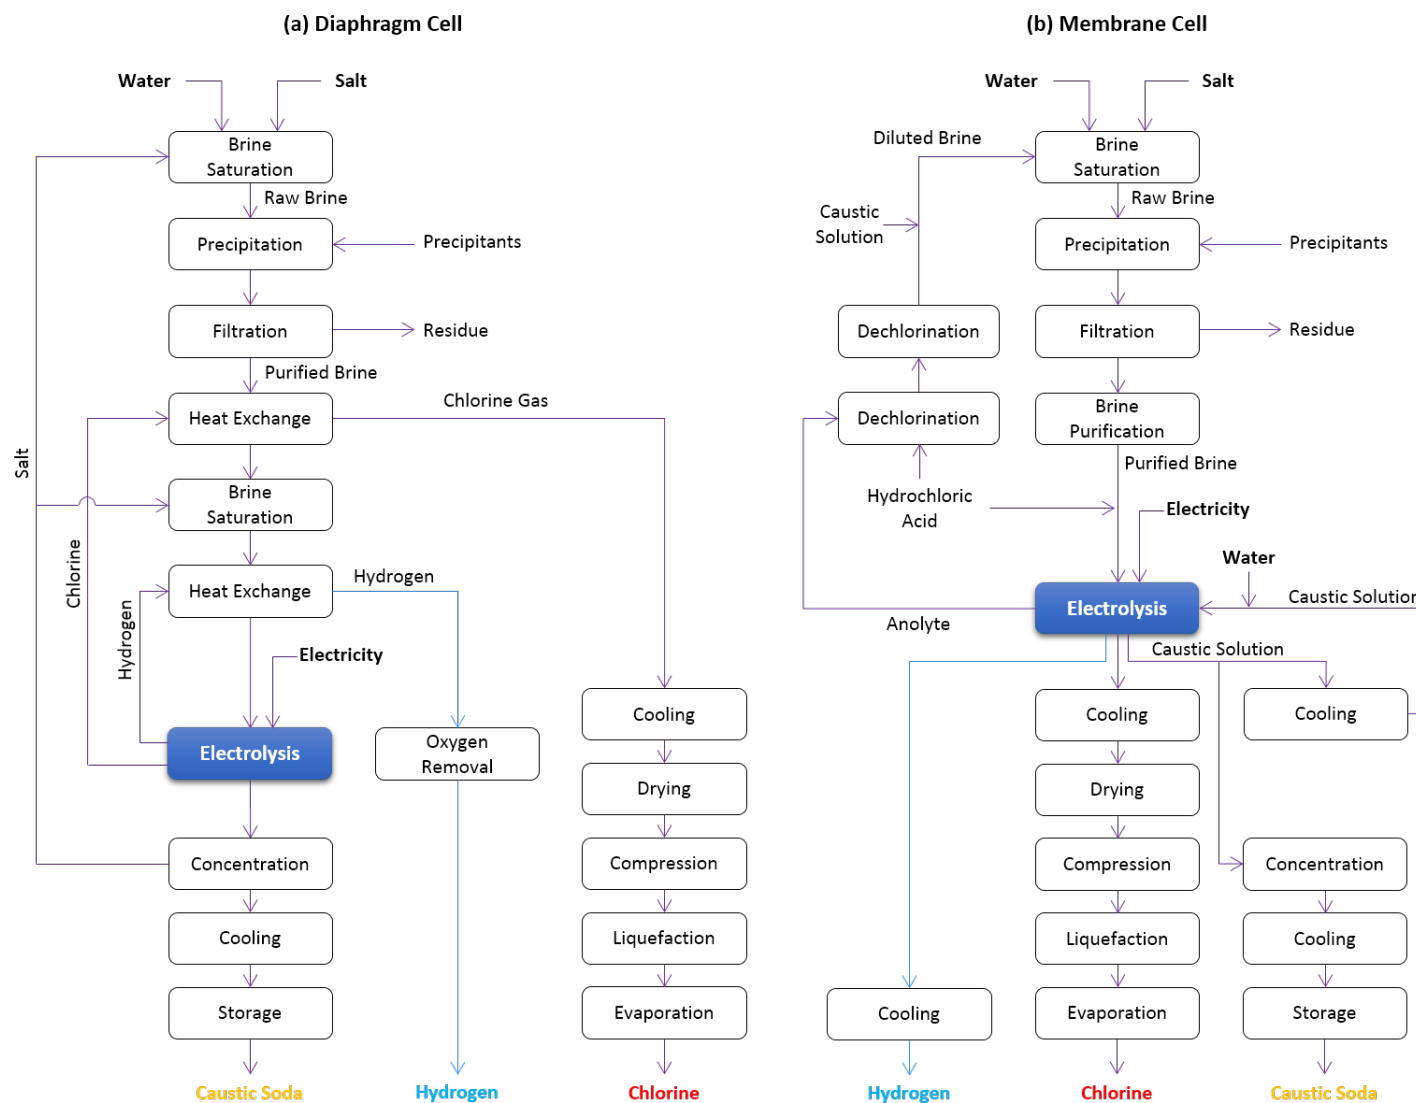 (a) Diaphragm Cell
Water
Salt
Brine
Saturation
Raw Brine
Precipitation
Precipitants
Filtration
Residue
Purified Brine
Heat Exchange
Chlorine Gas
Salt
Brine
Saturation
Chlorine
Heat Exchange
Hydrogen
Hydrogen
Electricity
Electrolysis
Oxygen
Removal
Cooling
Drying
Concentration
Compression
Cooling
Liquefaction
Storage
Evaporation
Caustic Soda
Hydrogen
Chlorine
(b) Membrane Cell
Water
Salt
Diluted Brine
Brine
Saturation
Raw Brine
Caustic
Solution
Precipitation
Precipitants
Dechlorination
Filtration
Residue
Dechlorination
Brine
Purification
Purified Brine
Hydrochloric
Acid
Electricity
Water
Electrolysis
Caustic Solution
Anolyte
Caustic Solution
Cooling
Cooling
Drying
Compression
Concentration
Liquefaction
Cooling
Cooling
Evaporation
Storage
Hydrogen
Chlorine
Caustic Soda